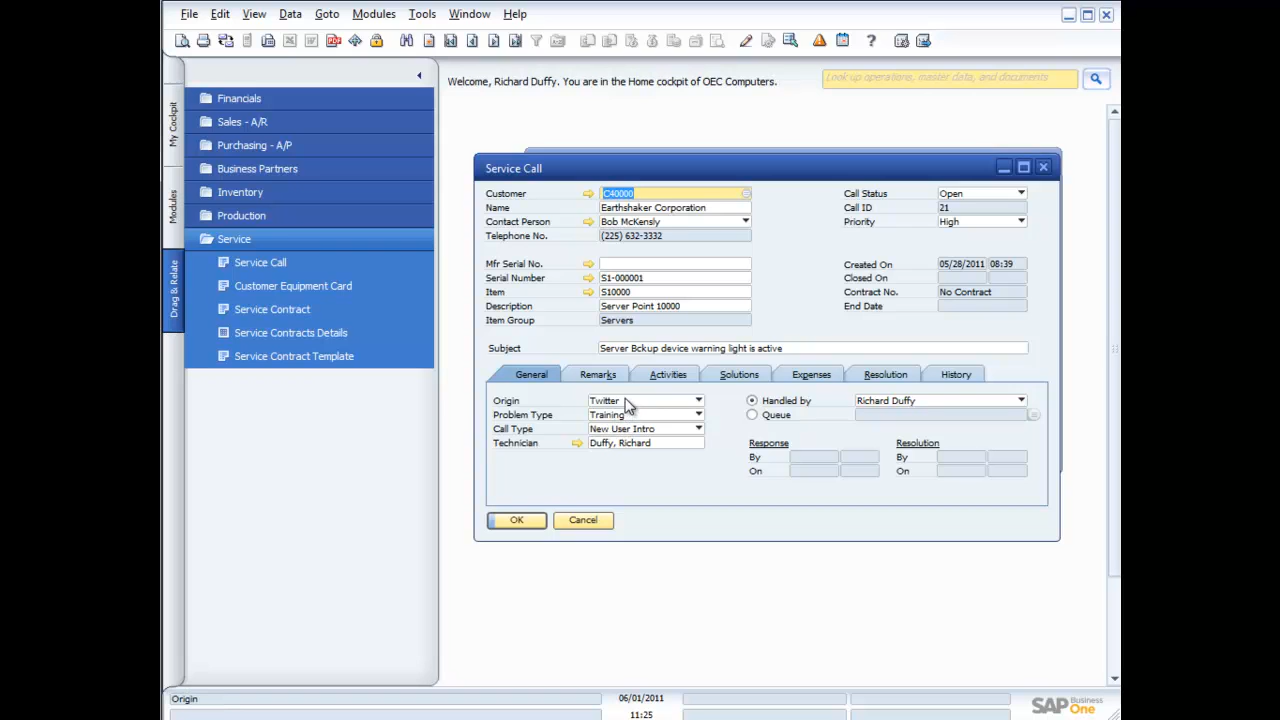 File Edit View Data Goto Modules Tools Window Help
Welcome, Richard Duffy. You are in the Home cockpit of OEC Computers.
Look up operations, master data, and documents
My Cockpit
Modules
Drag & Relate
Financials
Sales - A/R
Purchasing - A/P
Business Partners
Inventory
Production
Service
Service Call
Customer Equipment Card
Service Contract
Service Contracts Details
Service Contract Template
Service Call
Customer C40000 Call Status Open
Name Earthshaker Corporation Call ID 21
Contact Person Bob McKensly Priority High
Telephone No. (225) 632-3332
Mfr Serial No. Created On 05/28/2011 08:39
Serial Number S1-000001 Closed On
Item S10000 Contract No. No Contract
Description Server Point 10000 End Date
Item Group Servers
Subject Server Bckup device warning light is active
General Remarks Activities Solutions Expenses Resolution History
Origin Twitter Handled by Richard Duffy
Problem Type Training Queue
Call Type New User Intro
Technician Duffy, Richard Response Resolution
By By
On On
OK Cancel
Origin 06/01/2011
11:25
SAP Business One